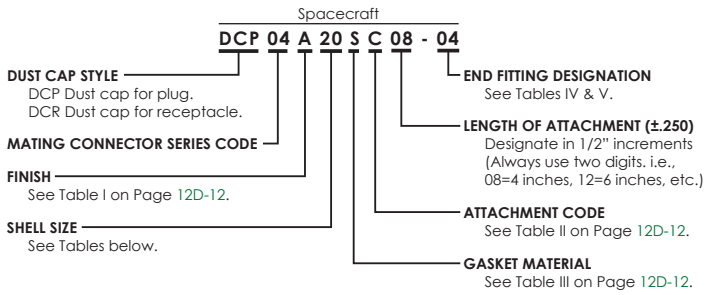 Spacecraft
DCP 04 A 20 S C 08 - 04
DUST CAP STYLE
DCP Dust cap for plug.
DCR Dust cap for receptacle.
MATING CONNECTOR SERIES CODE
FINISH
See Table I on Page 12D-12.
SHELL SIZE
See Tables below.
END FITTING DESIGNATION
See Tables IV & V.
LENGTH OF ATTACHMENT (±.250)
Designate in 1/2” increments
(Always use two digits. i.e.,
08=4 inches, 12=6 inches, etc.)
ATTACHMENT CODE
See Table II on Page 12D-12.
GASKET MATERIAL
See Table III on Page 12D-12.